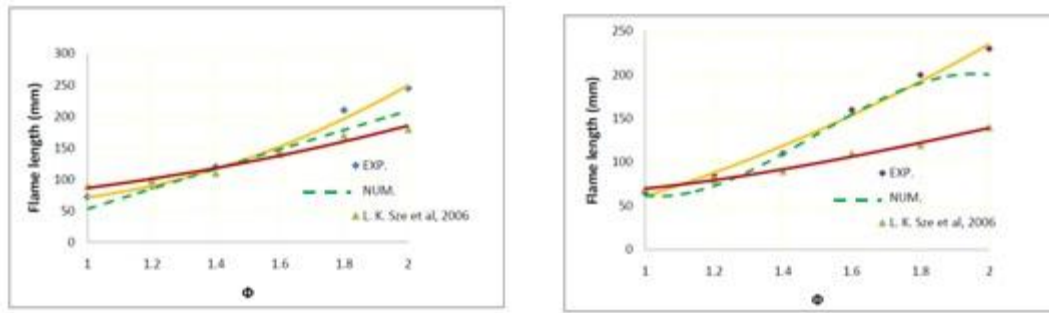 300
250
200
150
100
50
0
Flame length (mm)
1 1.2 1.4 1.6 1.8 2
Φ
EXP.
NUM.
L. K. Sze et al, 2006
250
200
150
100
50
0
Flame length (mm)
1 1.2 1.4 1.6 1.8 2
Φ
EXP.
NUM.
L. K. Sze et al, 2006